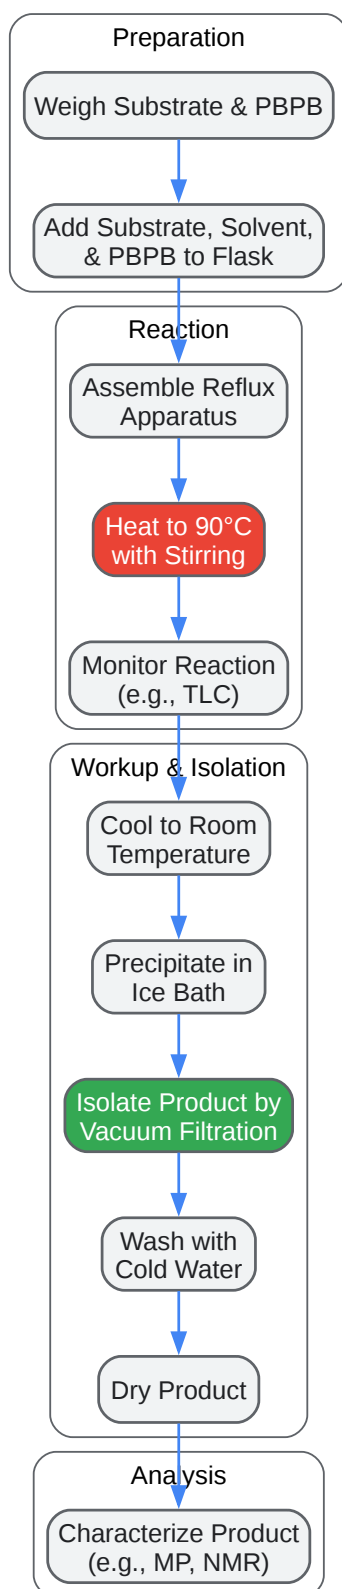 Preparation
Weigh Substrate & PBPB
Add Substrate, Solvent,
& PBPB to Flask
Reaction
Assemble Reflux
Apparatus
Heat to 90°C
with Stirring
Monitor Reaction
(e.g., TLC)
Workup & Isolation
Cool to Room
Temperature
Precipitate in
Ice Bath
Isolate Product by
Vacuum Filtration
Wash with
Cold Water
Dry Product
Analysis
Characterize Product
(e.g., MP, NMR)